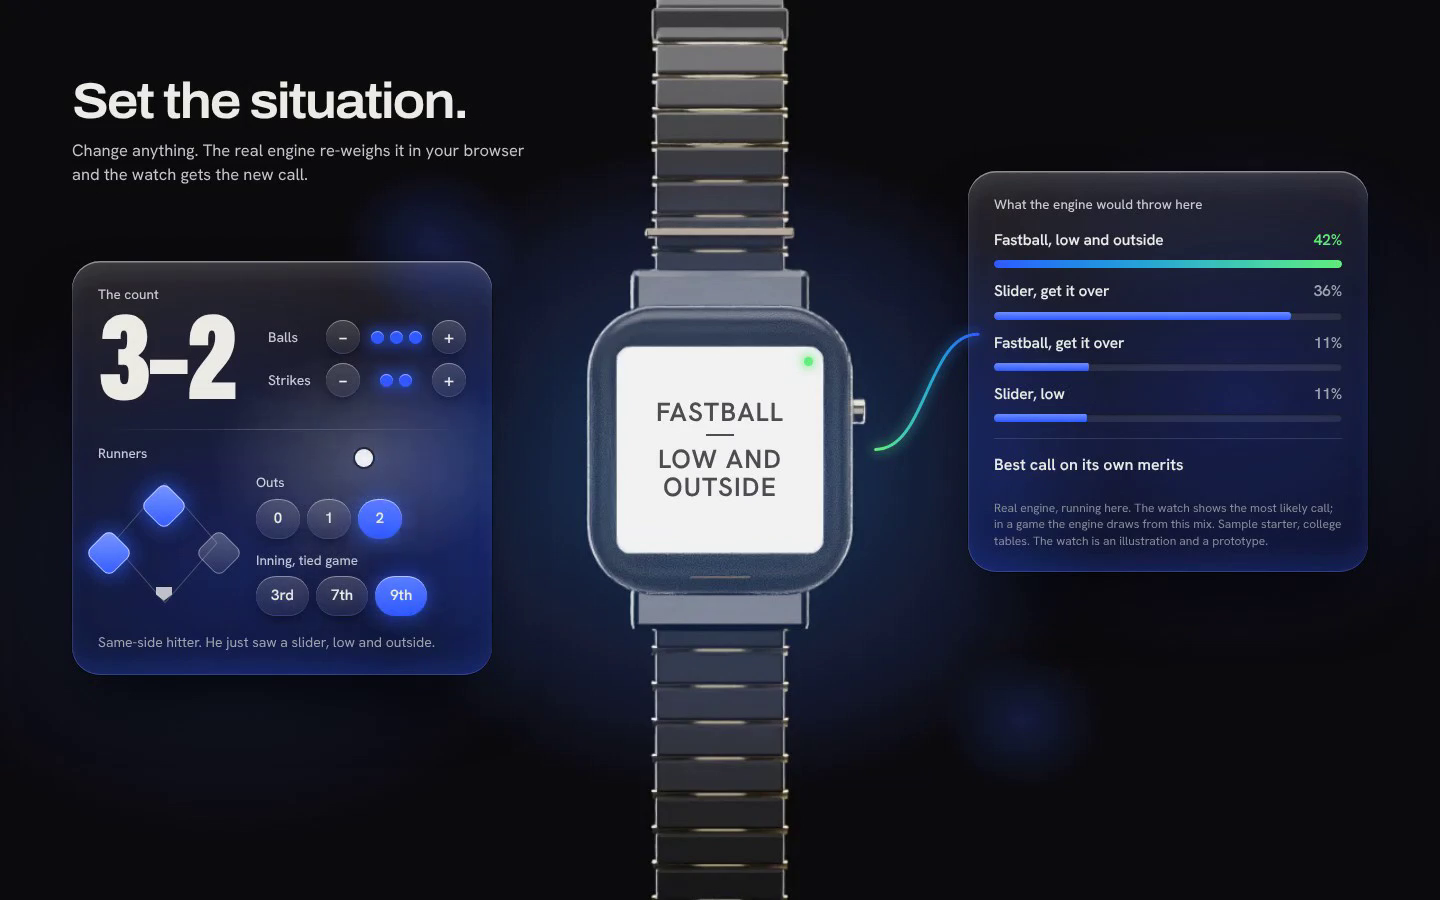 Set the situation.
Change anything. The real engine re-weighs it in your browser
and the watch gets the new call.
The count
3–2
Balls
–
+
Strikes
–
+
Runners
Outs
0 1 2
Inning, tied game
3rd 7th 9th
Same-side hitter. He just saw a slider, low and outside.
FASTBALL
—
LOW AND
OUTSIDE
What the engine would throw here
Fastball, low and outside 42%
Slider, get it over 36%
Fastball, get it over 11%
Slider, low 11%
Best call on its own merits
Real engine, running here. The watch shows the most likely call;
in a game the engine draws from this mix. Sample starter, college
tables. The watch is an illustration and a prototype.